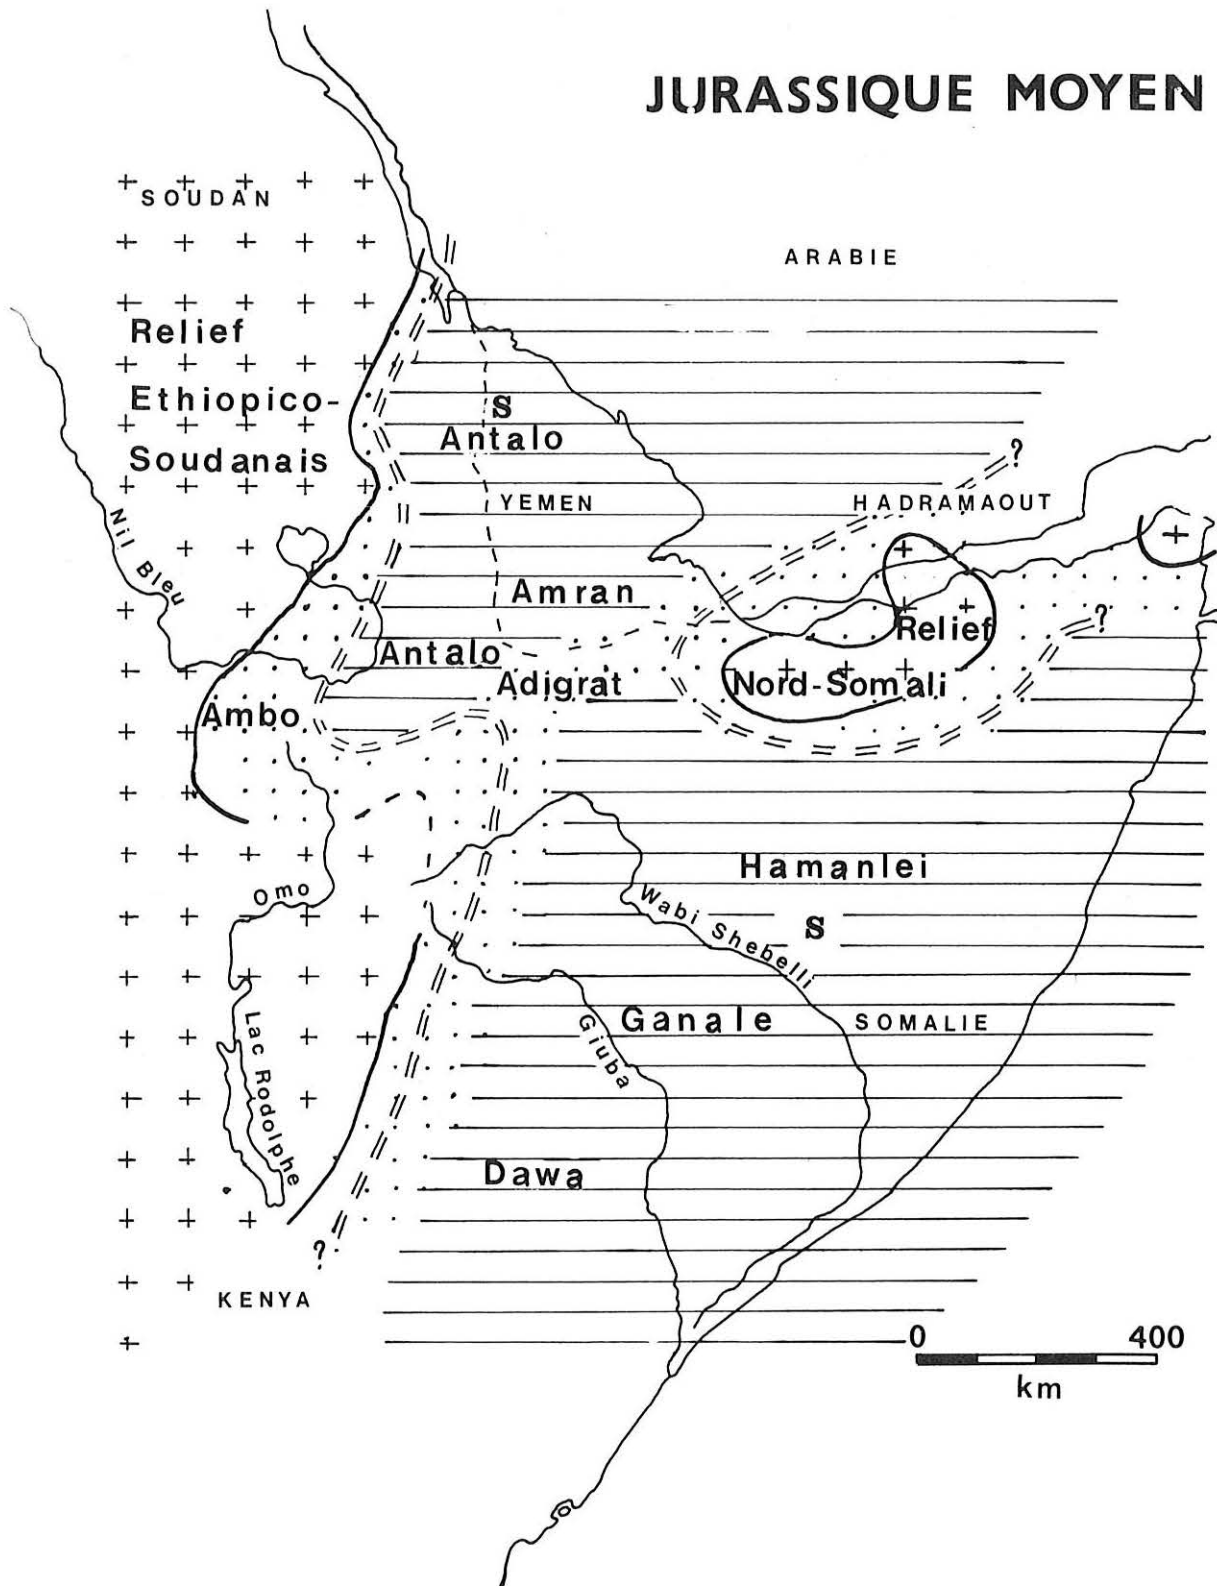 JURASSIQUE MOYEN
SOUDAN
ARABIE
Relief
Ethiopico-
Soudanais
S
Antalo
?
YEMEN
HADRAMAOUT
Nil Bleu
Amran
Relief
?
Antalo
Adigrat
Nord-Somali
Ambo
Hamanlei
Omo
Wabi Shebelli
S
Lac Rodolphe
Giuba
Ganale
SOMALIE
Dawa
?
KENYA
0 400
km